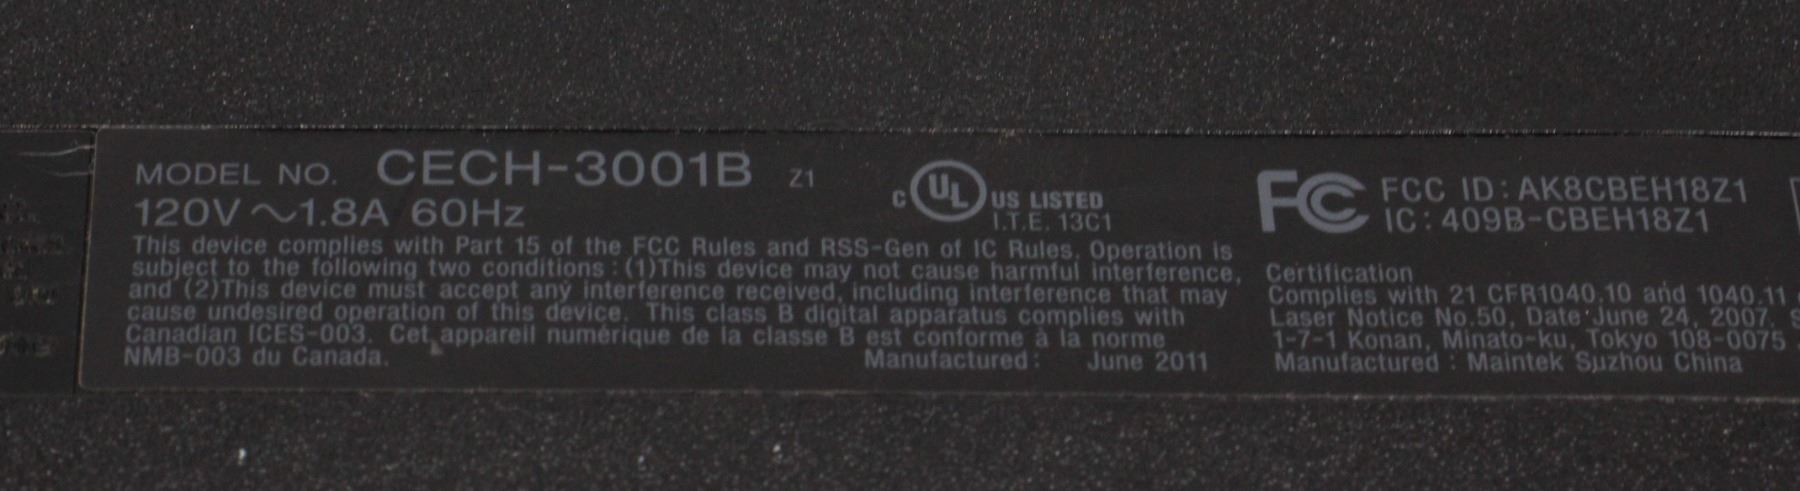 MODEL NO. CECH-3001B Z1
120V ~1.8A 60Hz
This device complies with Part 15 of the FCC Rules and RSS-Gen of IC Rules. Operation is
subject to the following two conditions : (1)This device may not cause harmful interference,
and (2)This device must accept any interference received, including interference that may
cause undesired operation of this device. This class B digital apparatus complies with
Canadian ICES-003. Cet appareil numérique de la classe B est conforme à la norme
NMB-003 du Canada.
Manufactured : June 2011
C UL US LISTED
I.T.E. 13C1
FC FCC ID : AK8CBEH18Z1
IC : 409B-CBEH18Z1
Certification
Complies with 21 CFR1040.10 and 1040.11
Laser Notice No.50, Date June 24, 2007.
1-7-1 Konan, Minato-ku, Tokyo 108-0075
Manufactured : Maintek Suzhou China